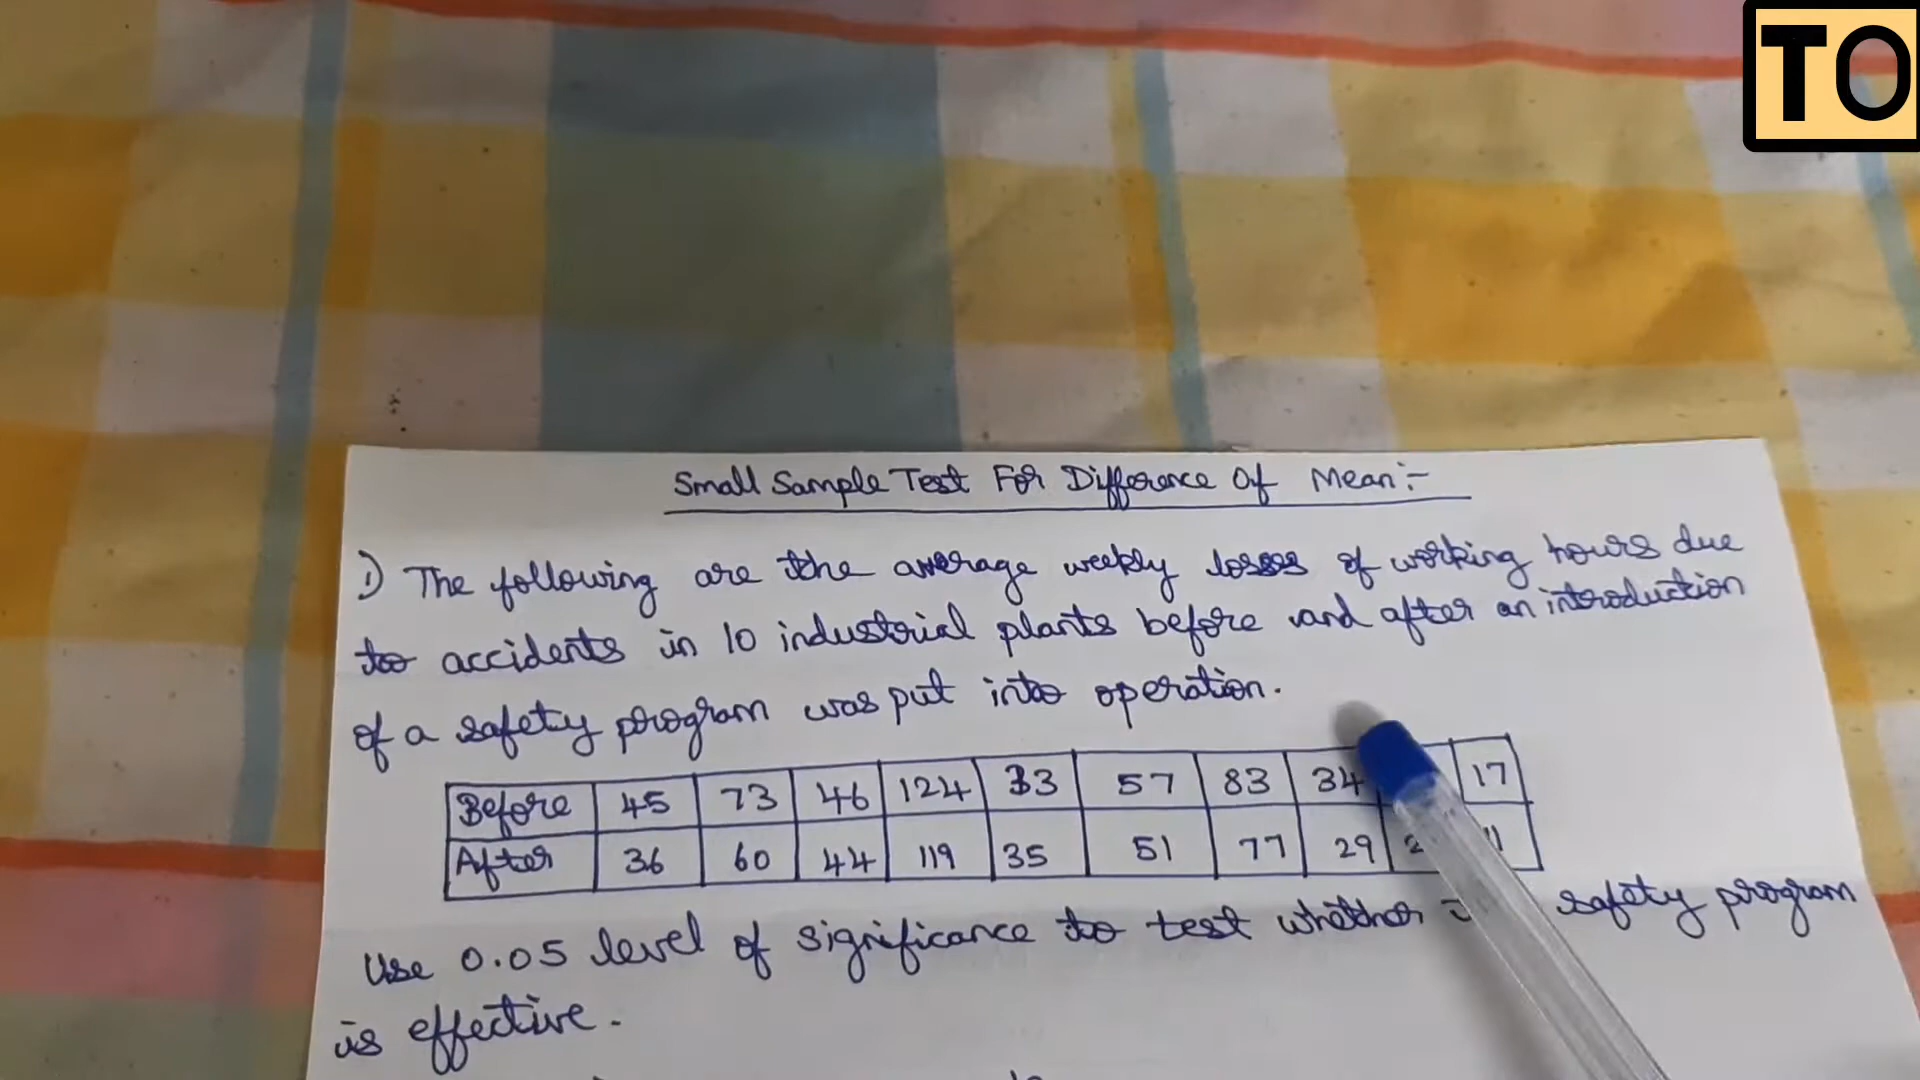 TO
Small Sample Test For Difference Of Mean:-
1) The following are the average weekly losses of working hours due
to accidents in 10 industrial plants before and after an introduction
of a safety program was put into operation.
Before 45 73 46 124 33 57 83 34 17
After 36 60 44 119 35 51 77 29
Use 0.05 level of significance to test whether safety program
is effective.